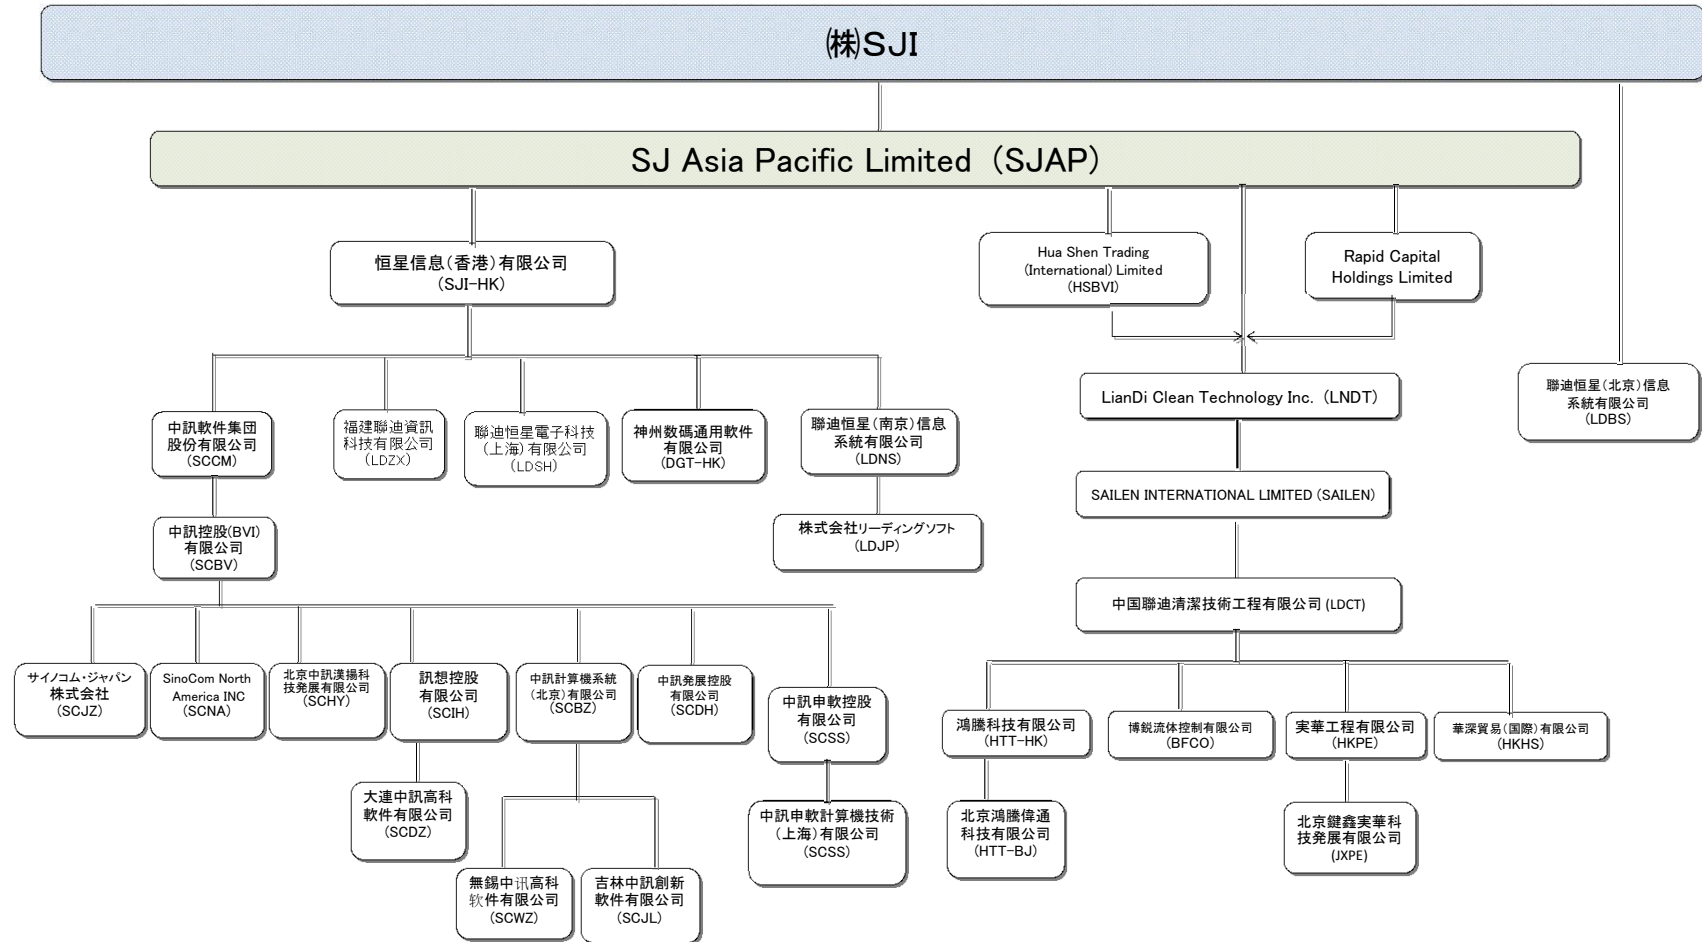 ㈱SJI
SJ Asia Pacific Limited（SJAP）
恒星信息（香港）有限公司
（SJI-HK）
Hua Shen Trading
（International）Limited
（HSBVI）
Rapid Capital
Holdings Limited
中訊軟件集団
股份有限公司
（SCCM）
福建聯迪資訊
科技有限公司
（LDZX）
聯迪恒星電子科技
（上海）有限公司
（LDSH）
神州数碼通用軟件
有限公司
（DGT-HK）
聯迪恒星（南京）信息
系統有限公司
（LDNS）
LianDi Clean Technology Inc.（LNDT）
聯迪恒星（北京）信息
系統有限公司
（LDBS）
中訊控股(BVI)
有限公司
（SCBV）
株式会社リーディングソフト
（LDJP）
SAILEN INTERNATIONAL LIMITED（SAILEN）
中国聯迪清潔技術工程有限公司 (LDCT)
サイノコム・ジャパン
株式会社
（SCJZ）
SinoCom North
America INC
（SCNA）
北京中訊漢揚科
技発展有限公司
（SCHY）
訊想控股
有限公司
（SCIH）
中訊計算機系統
（北京）有限公司
（SCBZ）
中訊発展控股
有限公司
（SCDH）
中訊申軟控股
有限公司
（SCSS）
鴻騰科技有限公司
（HTT-HK）
博鋭流体控制有限公司
（BFCO）
実華工程有限公司
（HKPE）
華深貿易（国際）有限公司
（HKHS）
大連中訊高科
軟件有限公司
（SCDZ）
中訊申軟計算機技術
（上海）有限公司
（SCSS）
北京鴻騰偉通
科技有限公司
（HTT-BJ）
北京鍵鑫実華科
技発展有限公司
(JXPE)
無錫中讯高科
软件有限公司
（SCWZ）
吉林中訊創新
軟件有限公司
（SCJL）